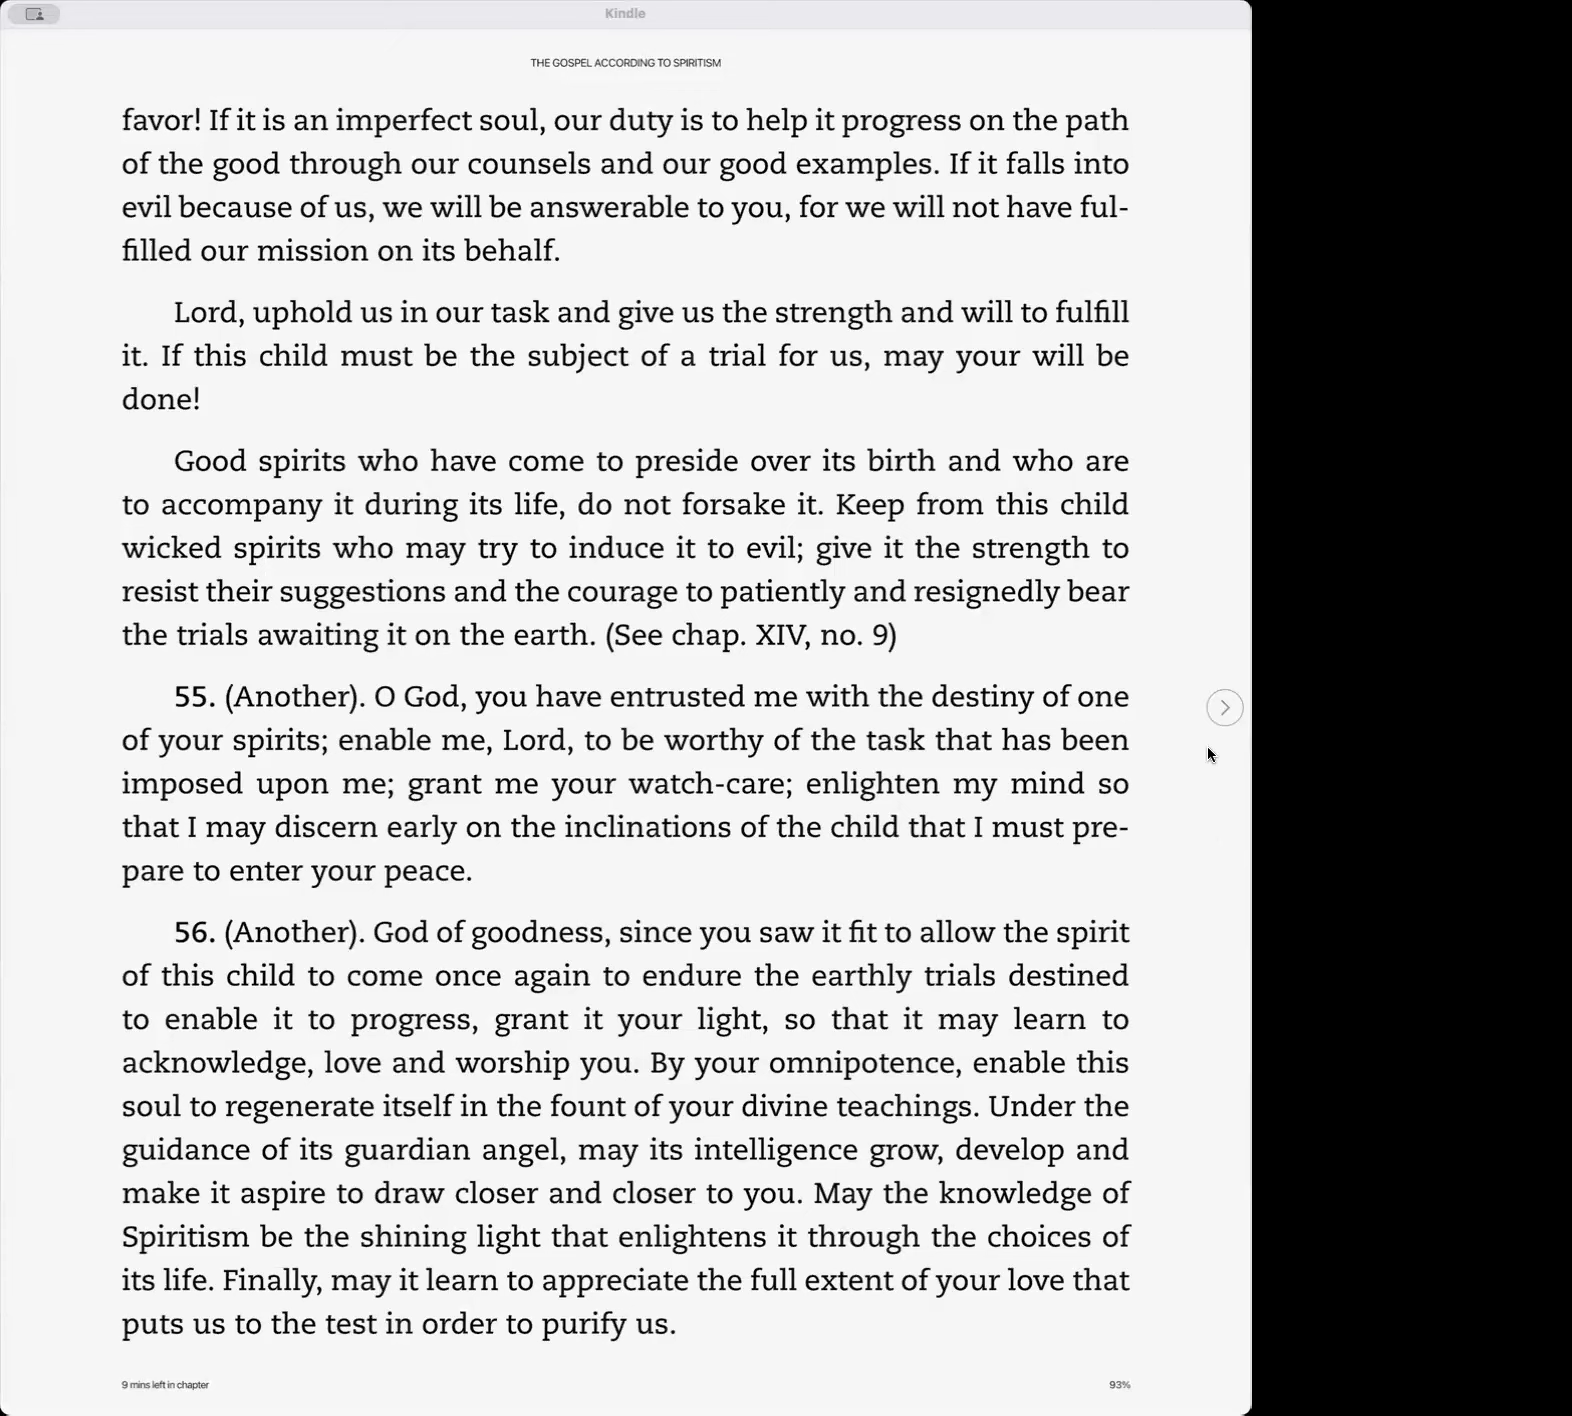 Kindle
THE GOSPEL ACCORDING TO SPIRITISM
favor! If it is an imperfect soul, our duty is to help it progress on the path
of the good through our counsels and our good examples. If it falls into
evil because of us, we will be answerable to you, for we will not have ful-
filled our mission on its behalf.
Lord, uphold us in our task and give us the strength and will to fulfill
it. If this child must be the subject of a trial for us, may your will be
done!
Good spirits who have come to preside over its birth and who are
to accompany it during its life, do not forsake it. Keep from this child
wicked spirits who may try to induce it to evil; give it the strength to
resist their suggestions and the courage to patiently and resignedly bear
the trials awaiting it on the earth. (See chap. XIV, no. 9)
55. (Another). O God, you have entrusted me with the destiny of one
of your spirits; enable me, Lord, to be worthy of the task that has been
imposed upon me; grant me your watch-care; enlighten my mind so
that I may discern early on the inclinations of the child that I must pre-
pare to enter your peace.
56. (Another). God of goodness, since you saw it fit to allow the spirit
of this child to come once again to endure the earthly trials destined
to enable it to progress, grant it your light, so that it may learn to
acknowledge, love and worship you. By your omnipotence, enable this
soul to regenerate itself in the fount of your divine teachings. Under the
guidance of its guardian angel, may its intelligence grow, develop and
make it aspire to draw closer and closer to you. May the knowledge of
Spiritism be the shining light that enlightens it through the choices of
its life. Finally, may it learn to appreciate the full extent of your love that
puts us to the test in order to purify us.
9 mins left in chapter
93%